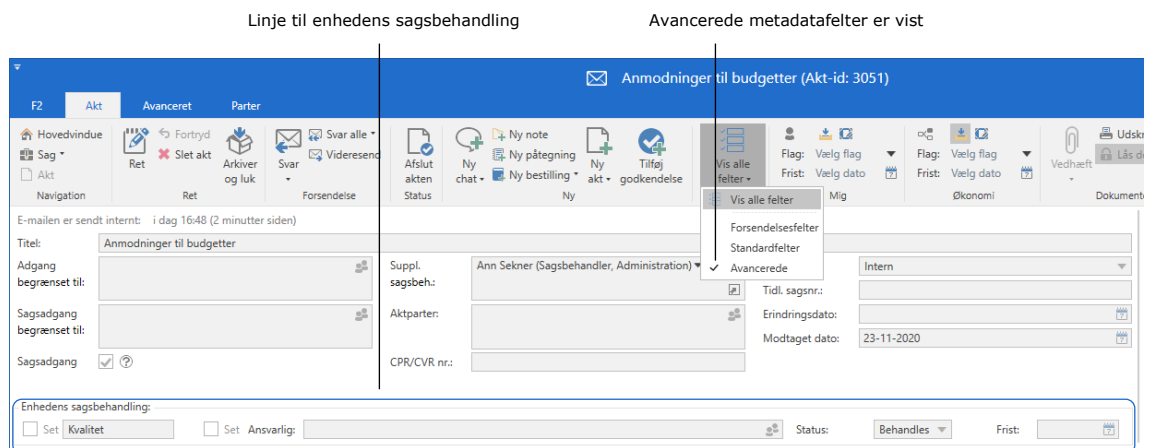 Linje til enhedens sagsbehandling Avancerede metadatafelter er vist
Anmodninger til budgetter (Akt-id: 3051)
F2 Akt Avanceret Parter
Hovedvindue
Sag
Akt
Navigation
Ret
Fortryd
Slet akt
Arkiver og luk
Ret
Svar
Svar alle
Videresend
Forsendelse
Afslut akten
Status
Ny chat
Ny note
Ny påtegning
Ny bestilling
Ny akt
Tilføj godkendelse
Ny
Vis alle felter
Flag: Vælg flag
Frist: Vælg dato
Mig
Flag: Vælg flag
Frist: Vælg dato
Økonomi
Vedhæft
Udskr
Lås d
Dokumente
Vis alle felter
Forsendelsesfelter
Standardfelter
Avancerede
E-mailen er sendt internt: i dag 16:48 (2 minutter siden)
Titel: Anmodninger til budgetter
Adgang begrænset til:
Suppl. sagsbeh.: Ann Sekner (Sagsbehandler, Administration)
Intern
Tidl. sagsnr.:
Sagsadgang begrænset til:
Aktparter:
Erindringsdato:
Modtaget dato: 23-11-2020
Sagsadgang
CPR/CVR nr.:
Enhedens sagsbehandling:
Set Kvalitet Set Ansvarlig: Status: Behandles Frist: